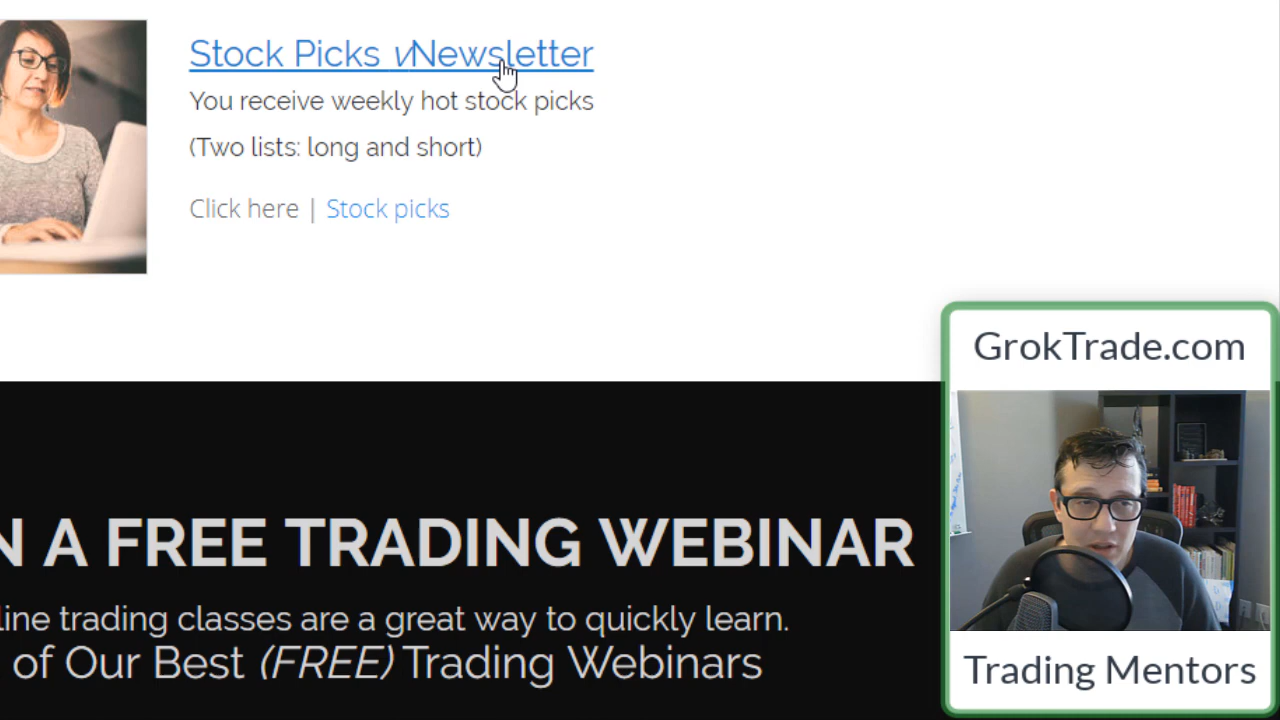 Stock Picks vNewsletter
You receive weekly hot stock picks
(Two lists: long and short)
Click here | Stock picks
GrokTrade.com
N A FREE TRADING WEBINAR
line trading classes are a great way to quickly learn.
of Our Best (FREE) Trading Webinars
Trading Mentors